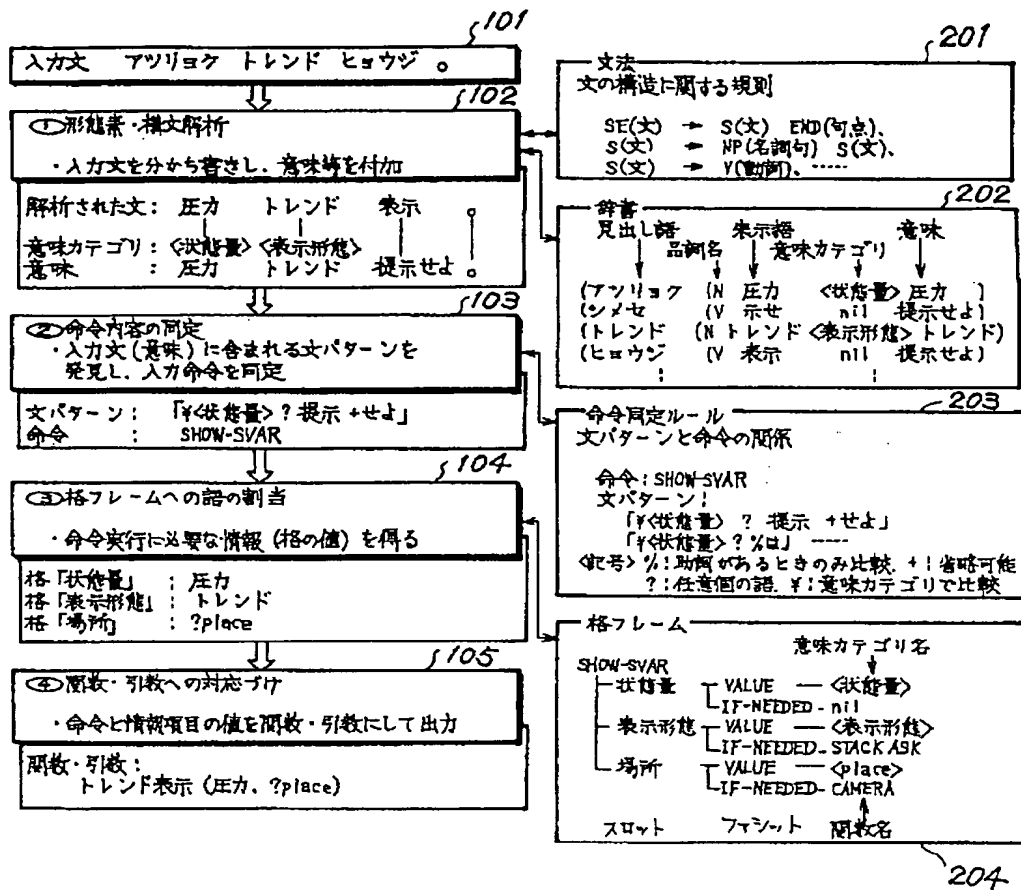 101
入力文 アツリョク トレンド ヒョウジ 。
102
①形態素・構文解析
・入力文を分から書きし、意味等を付加
解析された文: 圧力 トレンド 表示 。
意味カテゴリ: <状態量> <表示形態>
意味 : 圧力 トレンド 提示せよ 。
103
②命令内容の同定
・入力文(意味)に含まれる文パターンを
発見し、入力命令を同定
文パターン: 「¥<状態量> ? 提示 +せよ」
命令 : SHOW-SVAR
104
③格フレームへの語の割当
・命令実行に必要な情報(格の値)を得る
格「状態量」 : 圧力
格「表示形態」: トレンド
格「場所」 : ?place
105
④関数・引数への対応づけ
・命令と情報項目の値を関数・引数にして出力
関数・引数:
トレンド表示(圧力、?place)
201
文法
文の構造に関する規則
SE(文) → S(文) END(句点)、
S(文) → NP(名詞句) S(文)、
S(文) → V(動詞)、-----
202
辞書
見出し語 表示語 意味
品詞名 意味カテゴリ
(アツリョク (N 圧力 <状態量> 圧力 )
(シメセ (V 示せ nil 提示せよ)
(トレンド (N トレンド <表示形態> トレンド)
(ヒョウジ (V 表示 nil 提示せよ)
203
命令同定ルール
文パターンと命令の関係
命令: SHOW-SVAR
文パターン:
「¥<状態量> ? 提示 +せよ」
「¥<状態量> ? %は」 -----
<記号> %:助詞があるときのみ比較、+:省略可能
?:任意個の語、¥:意味カテゴリで比較
格フレーム
意味カテゴリ名
SHOW-SVAR
状態量 VALUE <状態量>
IF-NEEDED nil
表示形態 VALUE <表示形態>
IF-NEEDED STACK ASK
場所 VALUE <place>
IF-NEEDED CAMERA
スロット ファシット 関数名
204